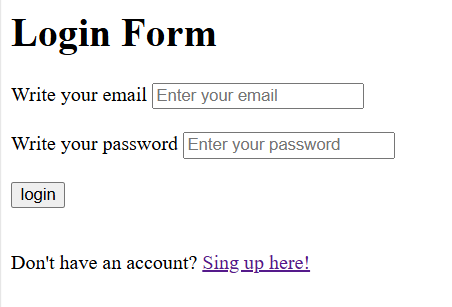 Login Form
Write your email Enter your email
Write your password Enter your password
login
Don't have an account? Sing up here!